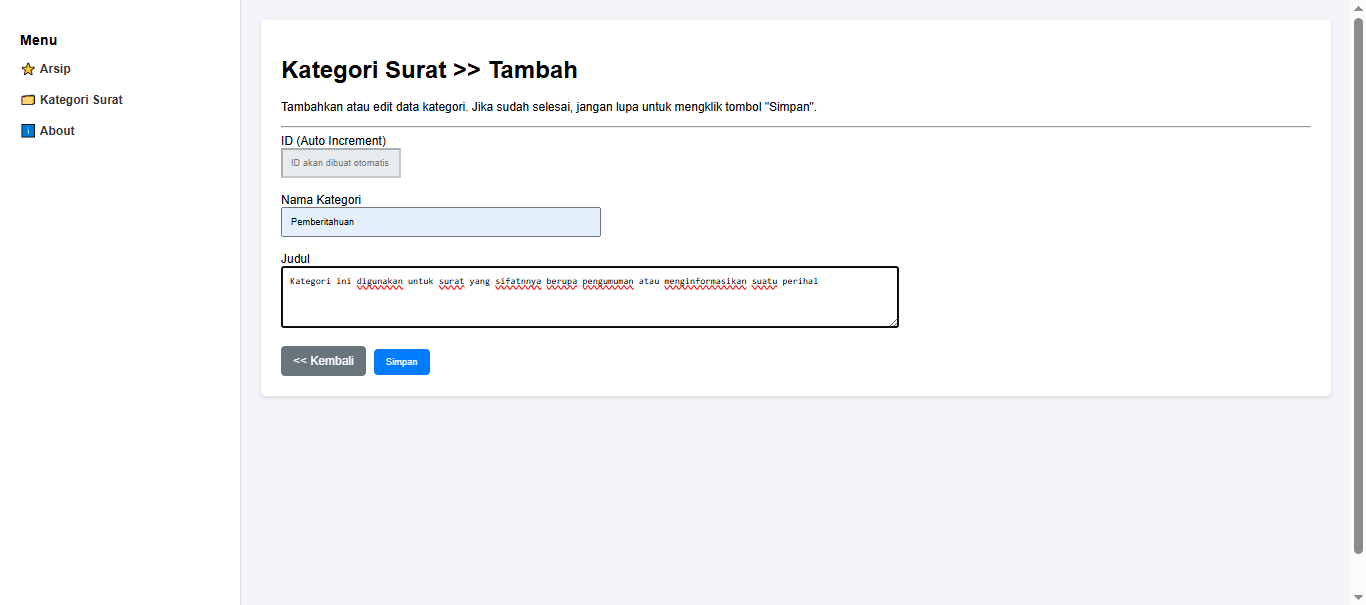 Menu
Arsip
Kategori Surat
About
Kategori Surat >> Tambah
Tambahkan atau edit data kategori. Jika sudah selesai, jangan lupa untuk mengklik tombol "Simpan".
ID (Auto Increment)
ID akan dibuat otomatis
Nama Kategori
Pemberitahuan
Judul
Kategori ini digunakan untuk surat yang sifatnnya berupa pengumuman atau menginformasikan suatu perihal
<< Kembali
Simpan